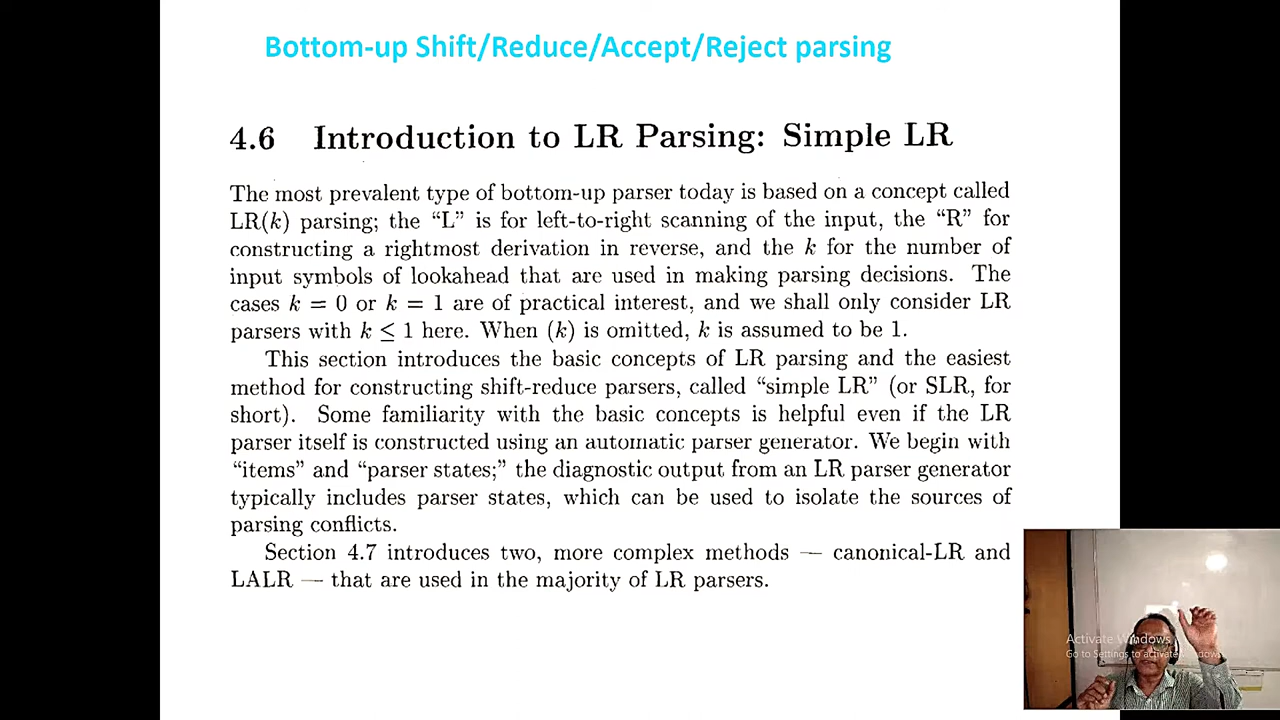 Bottom-up Shift/Reduce/Accept/Reject parsing
4.6 Introduction to LR Parsing: Simple LR
The most prevalent type of bottom-up parser today is based on a concept called
LR(k) parsing; the “L” is for left-to-right scanning of the input, the “R” for
constructing a rightmost derivation in reverse, and the k for the number of
input symbols of lookahead that are used in making parsing decisions. The
cases k = 0 or k = 1 are of practical interest, and we shall only consider LR
parsers with k ≤ 1 here. When (k) is omitted, k is assumed to be 1.
This section introduces the basic concepts of LR parsing and the easiest
method for constructing shift-reduce parsers, called “simple LR” (or SLR, for
short). Some familiarity with the basic concepts is helpful even if the LR
parser itself is constructed using an automatic parser generator. We begin with
“items” and “parser states;” the diagnostic output from an LR parser generator
typically includes parser states, which can be used to isolate the sources of
parsing conflicts.
Section 4.7 introduces two, more complex methods — canonical-LR and
LALR — that are used in the majority of LR parsers.
Activate Windows
Go to Settings to activate Windows.